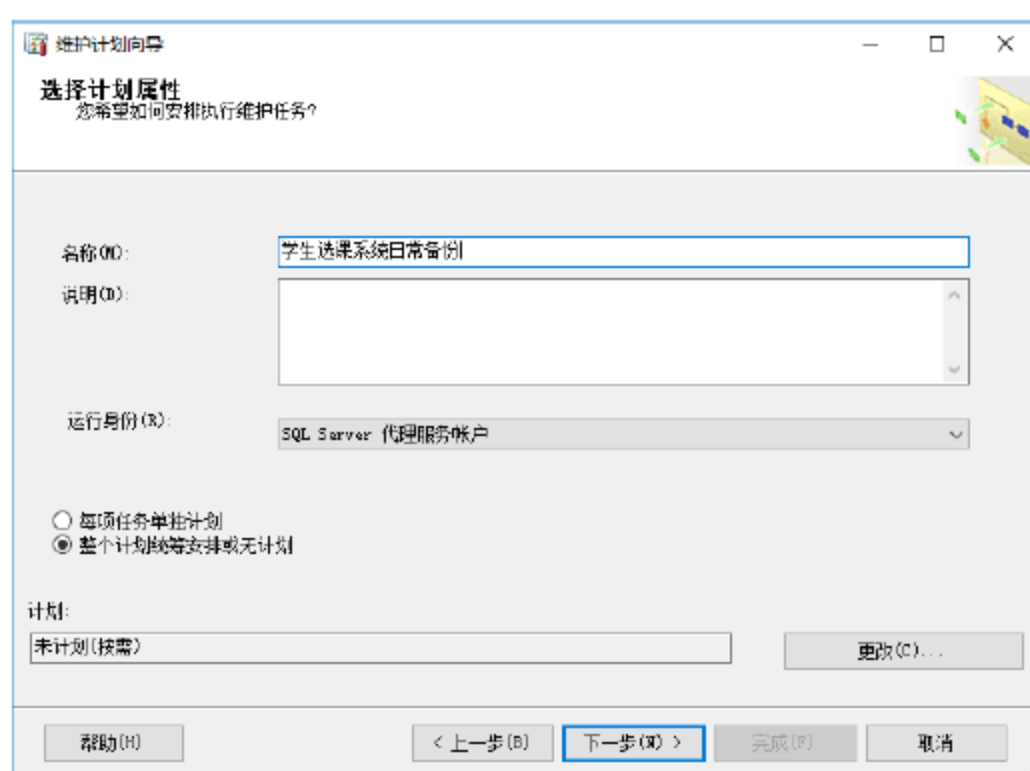 维护计划向导
选择计划属性
您希望如何安排执行维护任务?
名称(M):
学生选课系统日常备份
说明(D):
运行身份(R):
SQL Server 代理服务帐户
每项任务单独计划
整个计划统筹安排或无计划
计划:
未计划(按需)
更改(C)...
帮助(H)
< 上一步(B)
下一步(N) >
完成(F)
取消